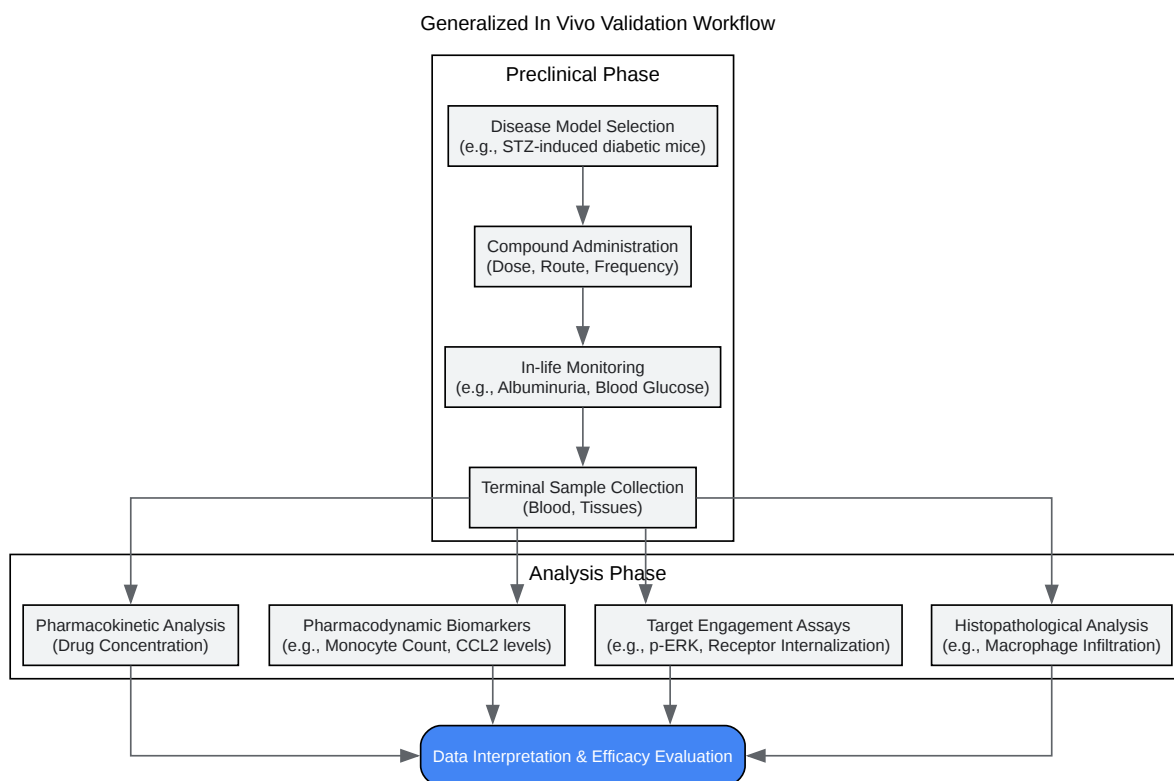 Generalized In Vivo Validation Workflow
Preclinical Phase
Disease Model Selection
(e.g., STZ-induced diabetic mice)
Compound Administration
(Dose, Route, Frequency)
In-life Monitoring
(e.g., Albuminuria, Blood Glucose)
Terminal Sample Collection
(Blood, Tissues)
Analysis Phase
Pharmacokinetic Analysis
(Drug Concentration)
Pharmacodynamic Biomarkers
(e.g., Monocyte Count, CCL2 levels)
Target Engagement Assays
(e.g., p-ERK, Receptor Internalization)
Histopathological Analysis
(e.g., Macrophage Infiltration)
Data Interpretation & Efficacy Evaluation